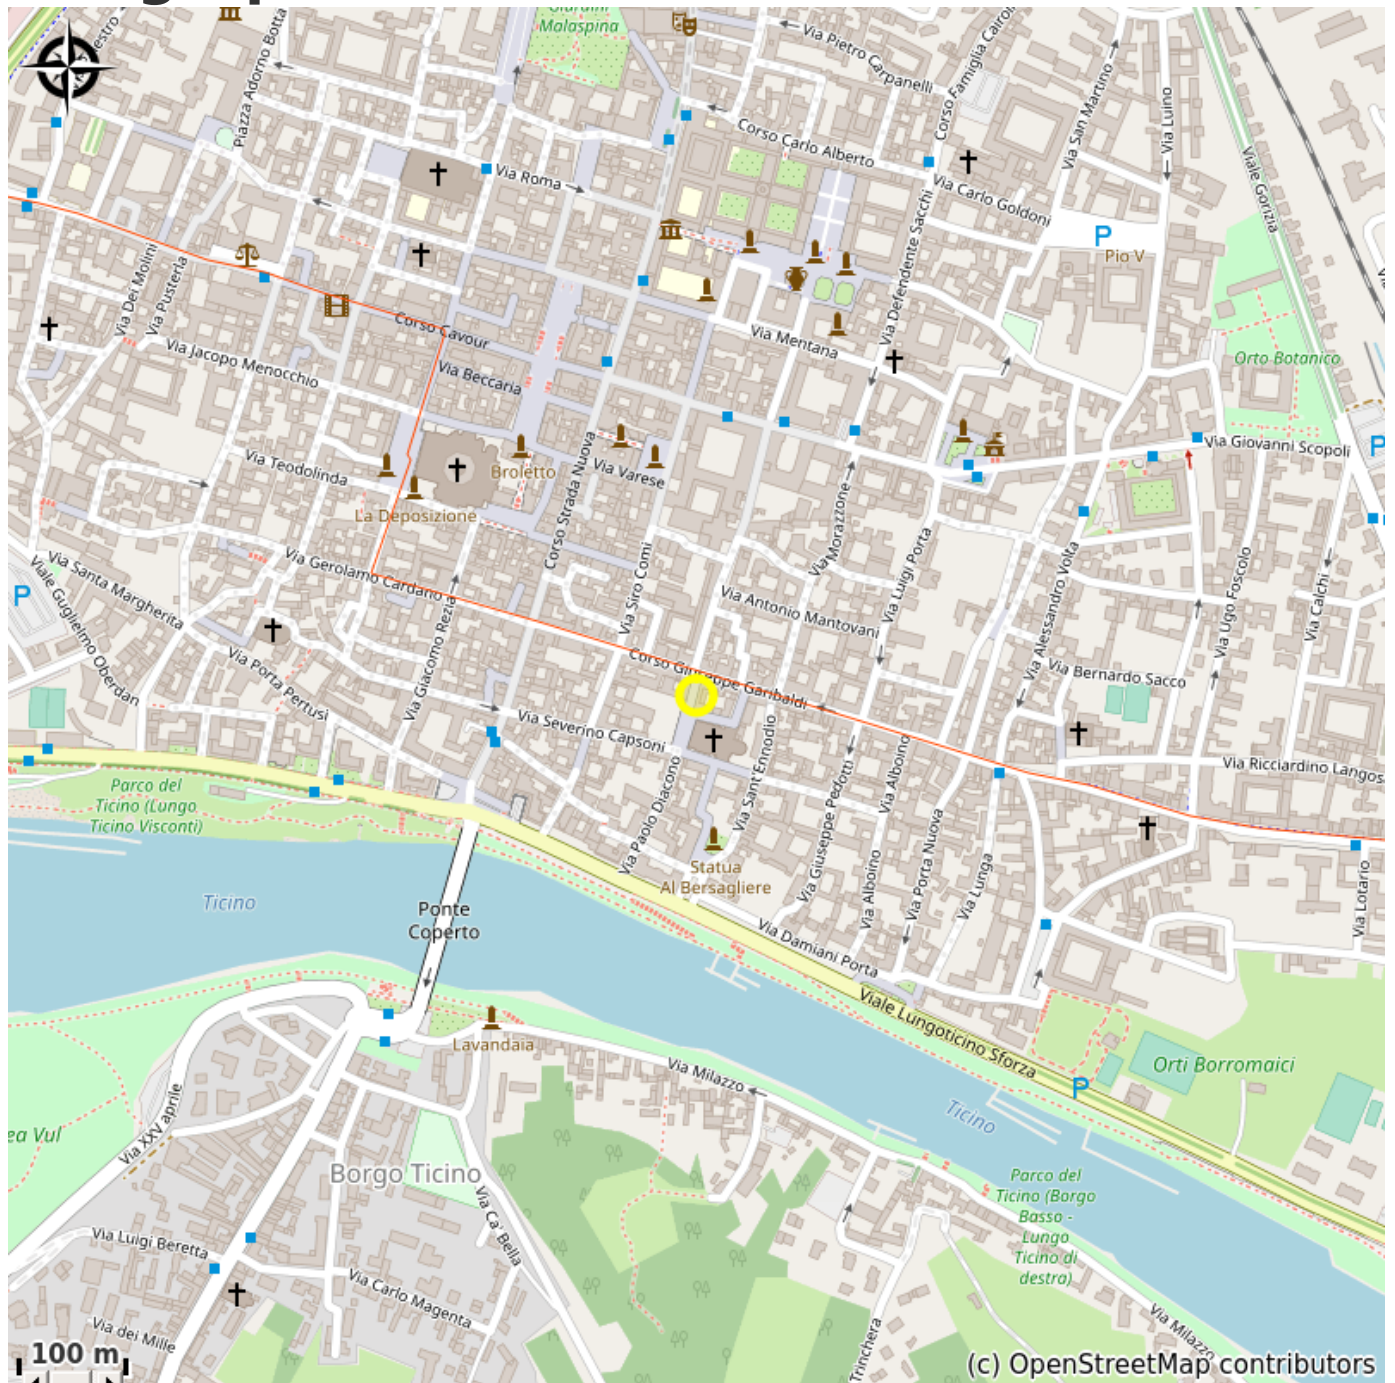 Giardini
Malaspina
Via Pietro Carpanelli
Corso Famiglia Cairoli
Piazza Adorno Botta
Via San Martino
Via Luino
Corso Carlo Alberto
Via Roma
Via Carlo Goldoni
Viale Gorizia
P
Pio V
Via Dei Molini
Via Pusterla
Via Defendente Sacchi
Corso Cavour
Via Mentana
Via Jacopo Menocchio
Via Beccaria
Orto Botanico
Via Giovanni Scopoli
P
Via Teodolinda
Broletto
Via Varese
Corso Strada Nuova
La Deposizione
Via Morazzone
Via Luigi Porta
Via Alessandro Volta
Via Gerolamo Cardano
Via Siro Comi
Via Santa Margherita
Viale Guglielmo Oberdan
P
Via Antonio Mantovani
Via Ugo Foscolo
Via Calchi
Via Giacomo Rezia
Via Porta Pertusi
Corso Giuseppe Garibaldi
Via Bernardo Sacco
Via Severino Capsoni
Via Ricciardino Langos
Via Sant'Ennodio
Via Paolo Diacono
Via Giuseppe Pedotti
Via Alboino
Via Alboino
Via Porta Nuova
Via Lunga
Via Lotario
Parco del
Ticino (Lungo
Ticino Visconti)
Statua
Al Bersagliere
Ticino
Ponte
Coperto
Via Damiani Porta
Viale Lungoticino Sforza
Lavandaia
Via Milazzo
Orti Borromaici
P
Ticino
Via XXV aprile
ea Vul
Borgo Ticino
Via Ca' Bella
Parco del
Ticino (Borgo
Basso -
Lungo
Ticino di
destra)
Via Luigi Beretta
Via Carlo Magenta
Via dei Mille
Via Milazzo
Trinchera
100 m
(c) OpenStreetMap contributors